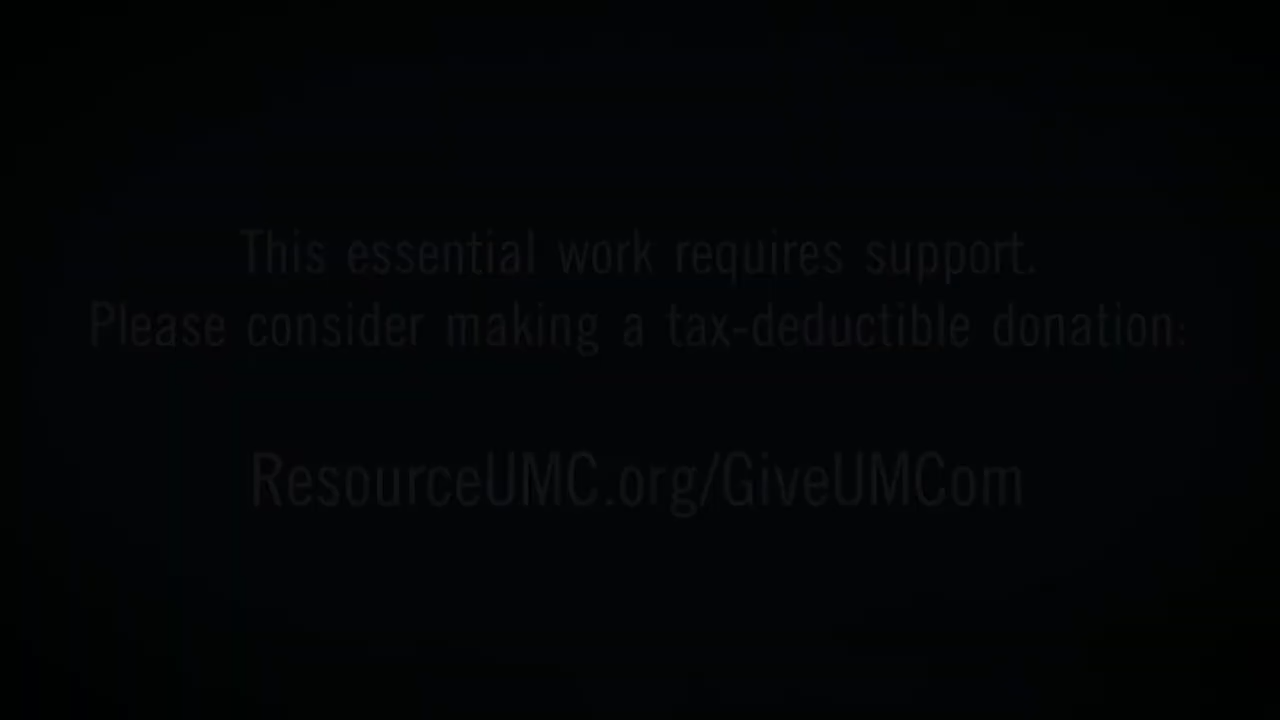 This essential work requires support.
Please consider making a tax-deductible donation:
ResourceUMC.org/GiveUMCom